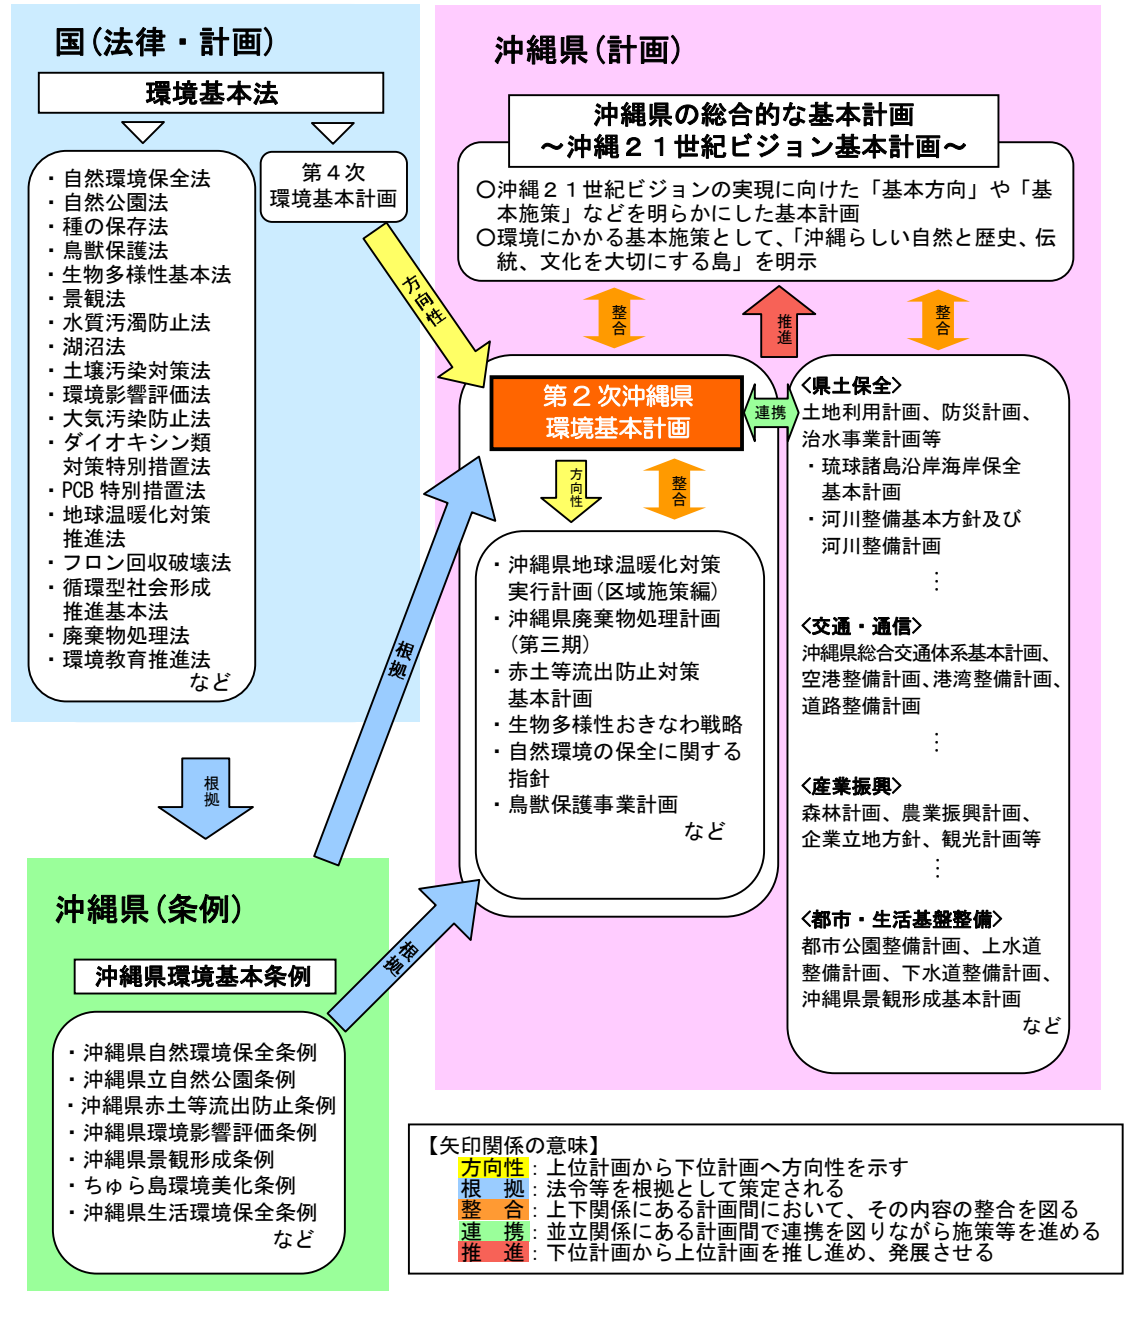 国(法律・計画)
環境基本法
・自然環境保全法
・自然公園法
・種の保存法
・鳥獣保護法
・生物多様性基本法
・景観法
・水質汚濁防止法
・湖沼法
・土壌汚染対策法
・環境影響評価法
・大気汚染防止法
・ダイオキシン類
対策特別措置法
・PCB特別措置法
・地球温暖化対策
推進法
・フロン回収破壊法
・循環型社会形成
推進基本法
・廃棄物処理法
・環境教育推進法
など
第4次
環境基本計画
方向性
根拠
根拠
沖縄県(条例)
沖縄県環境基本条例
・沖縄県自然環境保全条例
・沖縄県立自然公園条例
・沖縄県赤土等流出防止条例
・沖縄県環境影響評価条例
・沖縄県景観形成条例
・ちゅら島環境美化条例
・沖縄県生活環境保全条例
など
根拠
沖縄県(計画)
沖縄県の総合的な基本計画
~沖縄21世紀ビジョン基本計画~
○沖縄21世紀ビジョンの実現に向けた「基本方向」や「基
本施策」などを明らかにした基本計画
○環境にかかる基本施策として、「沖縄らしい自然と歴史、伝
統、文化を大切にする島」を明示
整合
推進
整合
第2次沖縄県
環境基本計画
連携
方向性
整合
・沖縄県地球温暖化対策
実行計画(区域施策編)
・沖縄県廃棄物処理計画
(第三期)
・赤土等流出防止対策
基本計画
・生物多様性おきなわ戦略
・自然環境の保全に関する
指針
・鳥獣保護事業計画
など
<県土保全>
土地利用計画、防災計画、
治水事業計画等
・琉球諸島沿岸海岸保全
基本計画
・河川整備基本方針及び
河川整備計画
⋮
<交通・通信>
沖縄県総合交通体系基本計画、
空港整備計画、港湾整備計画、
道路整備計画
⋮
<産業振興>
森林計画、農業振興計画、
企業立地方針、観光計画等
⋮
<都市・生活基盤整備>
都市公園整備計画、上水道
整備計画、下水道整備計画、
沖縄県景観形成基本計画
など
【矢印関係の意味】
方向性:上位計画から下位計画へ方向性を示す
根 拠:法令等を根拠として策定される
整 合:上下関係にある計画間において、その内容の整合を図る
連 携:並立関係にある計画間で連携を図りながら施策等を進める
推 進:下位計画から上位計画を推し進め、発展させる